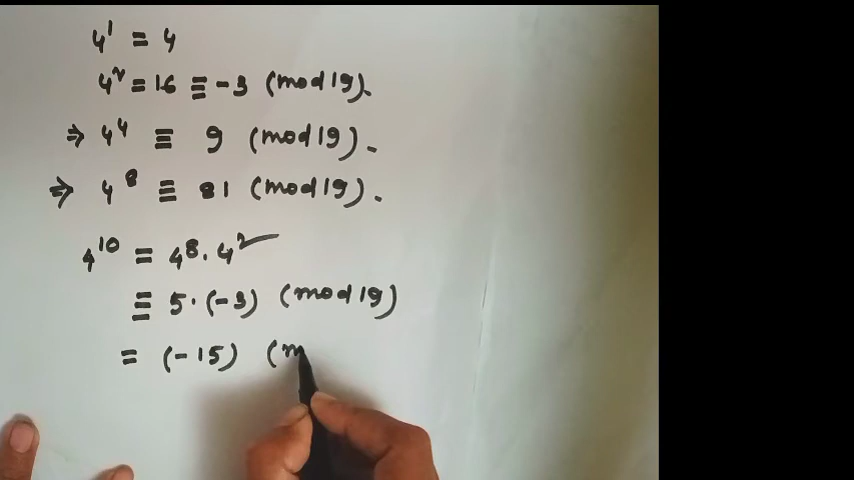 4¹ = 4
4² = 16 ≡ -3 (mod 19).
⇒ 4⁴ ≡ 9 (mod 19).
⇒ 4⁸ ≡ 81 (mod 19).
4¹⁰ = 4⁸·4²
≡ 5·(-3) (mod 19)
= (-15) (m